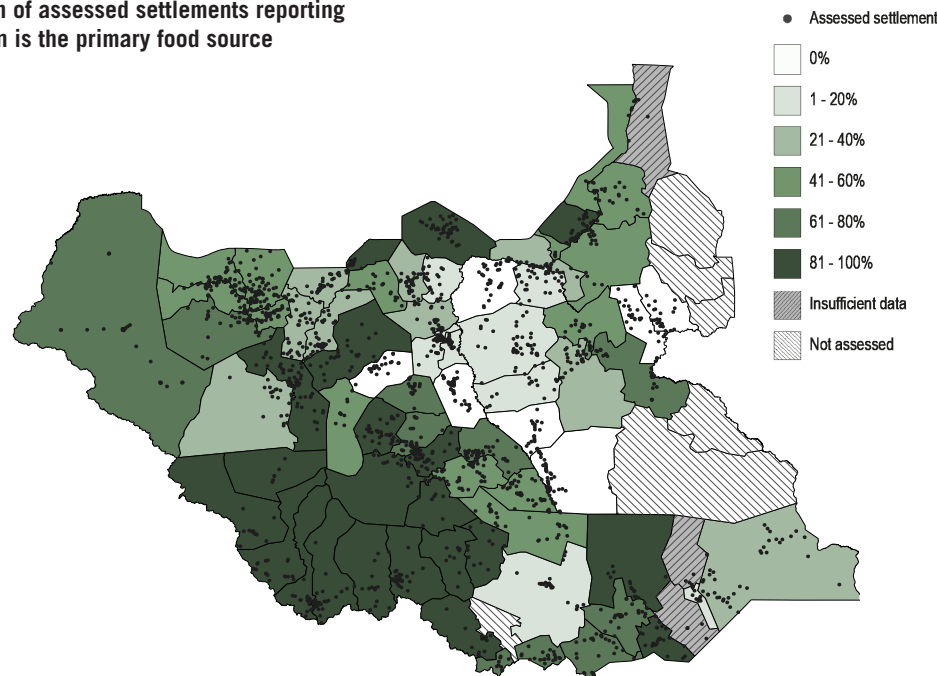 of assessed settlements reporting
is the primary food source
Assessed settlement
0%
1 - 20%
21 - 40%
41 - 60%
61 - 80%
81 - 100%
Insufficient data
Not assessed